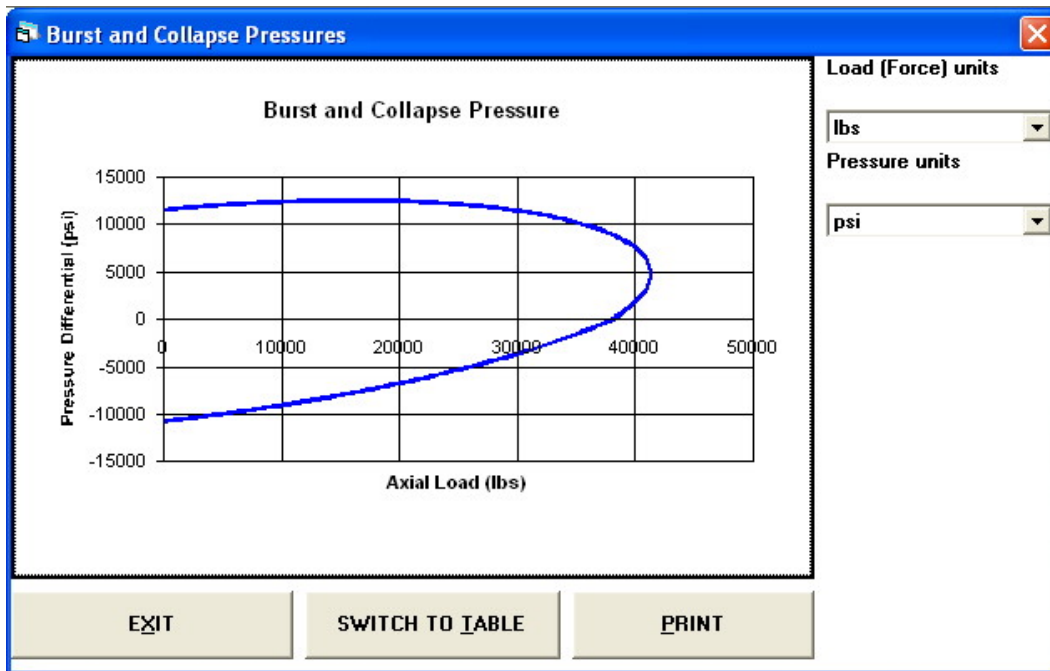 Burst and Collapse Pressures
Load (Force) units
lbs
Pressure units
psi
Burst and Collapse Pressure
Pressure Differential (psi)
15000
10000
5000
0
-5000
-10000
-15000
0 10000 20000 30000 40000 50000
Axial Load (lbs)
EXIT SWITCH TO TABLE PRINT